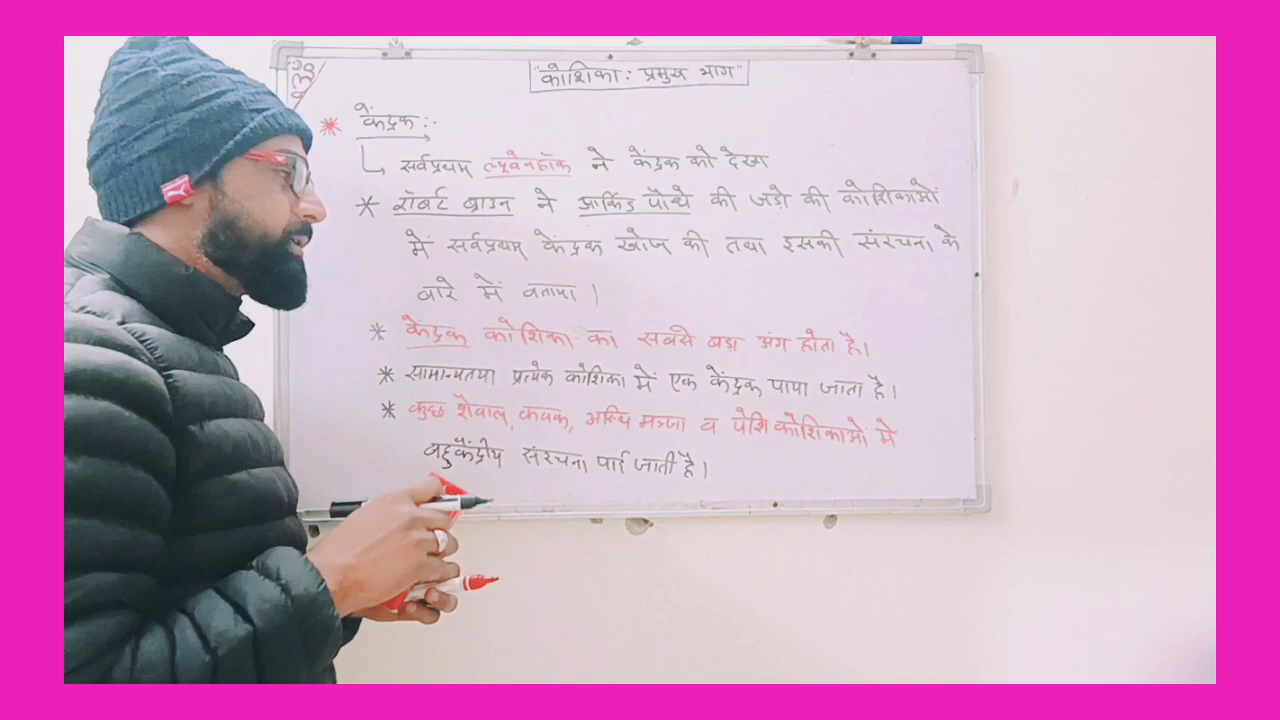 "कोशिका: प्रमुख भाग"
* केंद्रक :-
सर्वप्रथम ल्यूवेनहॉक ने केंद्रक को देखा
* रॉबर्ट ब्राउन ने आर्किड पौधे की जड़ो की कोशिकाओं
में सर्वप्रथम केंद्रक खोज की तथा इसकी संरचना के
बारे में बताया।
* केंद्रक कोशिका का सबसे बड़ा अंग होता है।
* सामान्यतया प्रत्येक कोशिका में एक केंद्रक पाया जाता है।
* कुछ शैवाल, कवक, अस्थि मज्जा व पेशि कोशिकाओं में
बहुकेंद्रीय संरचना पाई जाती है।